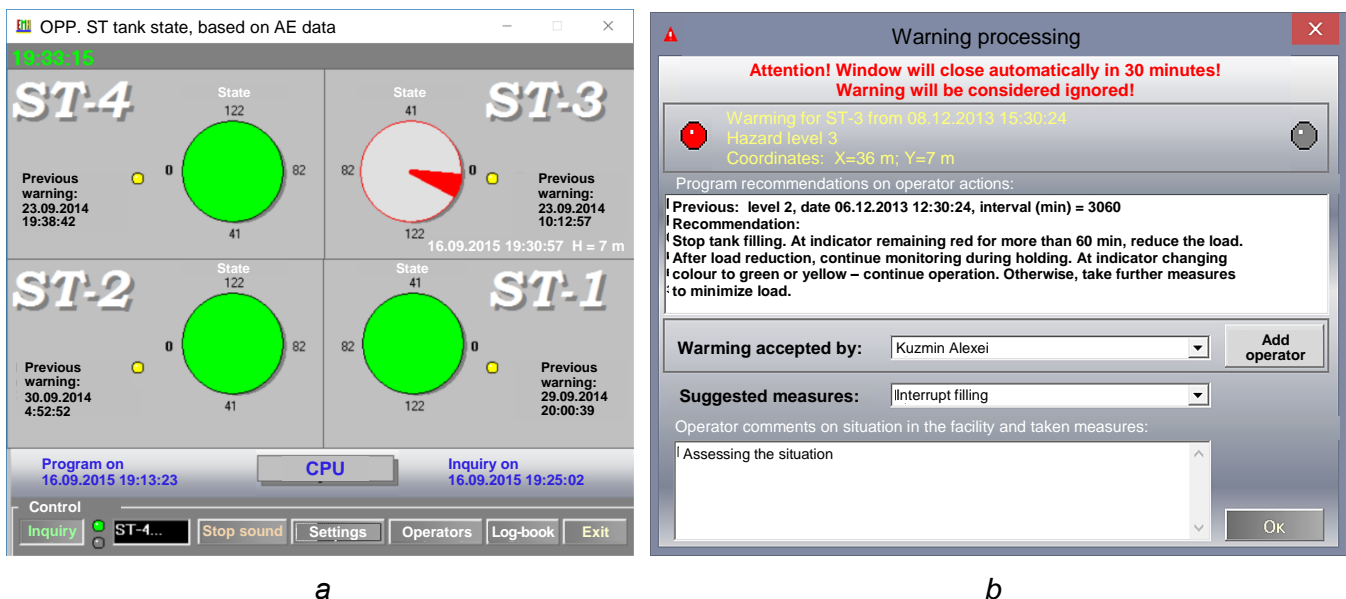 OPP. ST tank state, based on AE data
19:33:15
ST-4
State
122
0
82
41
Previous
warning:
23.09.2014
19:38:42
State
41
ST-3
82
0
122
Previous
warning:
23.09.2014
10:12:57
16.09.2015 19:30:57 H = 7 m
ST-2
State
122
0
82
41
Previous
warning:
30.09.2014
4:52:52
State
41
ST-1
82
0
122
Previous
warning:
29.09.2014
20:00:39
Program on
16.09.2015 19:13:23
CPU
Inquiry on
16.09.2015 19:25:02
Control
Inquiry
ST-4...
Stop sound
Settings
Operators
Log-book
Exit
a
Warning processing
Attention! Window will close automatically in 30 minutes!
Warning will be considered ignored!
Warming for ST-3 from 08.12.2013 15:30:24
Hazard level 3
Coordinates: X=36 m; Y=7 m
Program recommendations on operator actions:
Previous: level 2, date 06.12.2013 12:30:24, interval (min) = 3060
Recommendation:
Stop tank filling. At indicator remaining red for more than 60 min, reduce the load.
After load reduction, continue monitoring during holding. At indicator changing
colour to green or yellow – continue operation. Otherwise, take further measures
to minimize load.
Warming accepted by:
Kuzmin Alexei
Add
operator
Suggested measures:
Interrupt filling
Operator comments on situation in the facility and taken measures:
Assessing the situation
OK
b